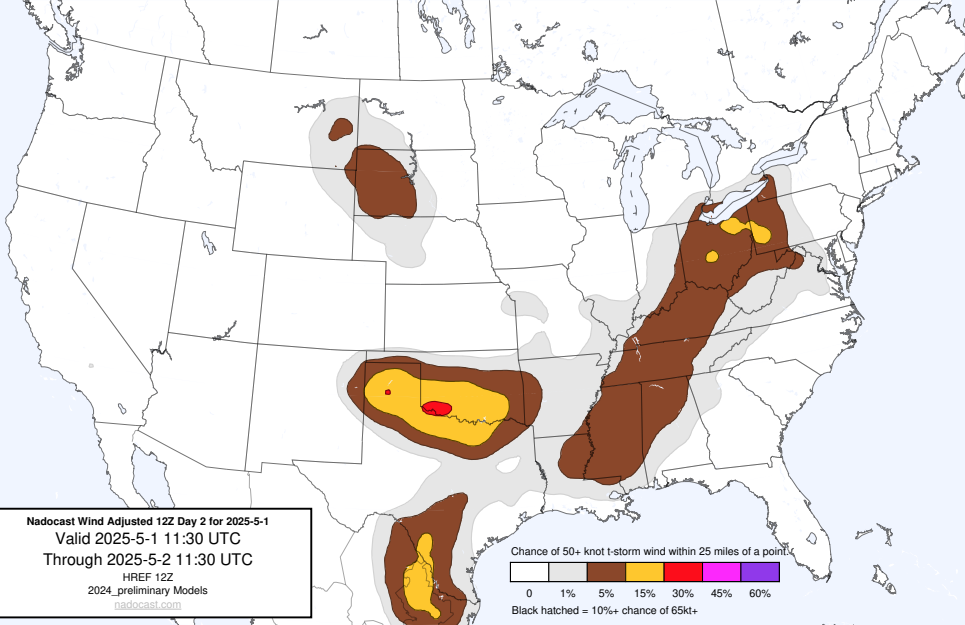 Nadocast Wind Adjusted 12Z Day 2 for 2025-5-1
Valid 2025-5-1 11:30 UTC
Through 2025-5-2 11:30 UTC
HREF 12Z
2024_preliminary Models
nadocast.com
Chance of 50+ knot t-storm wind within 25 miles of a point.
0 1% 5% 15% 30% 45% 60%
Black hatched = 10%+ chance of 65kt+